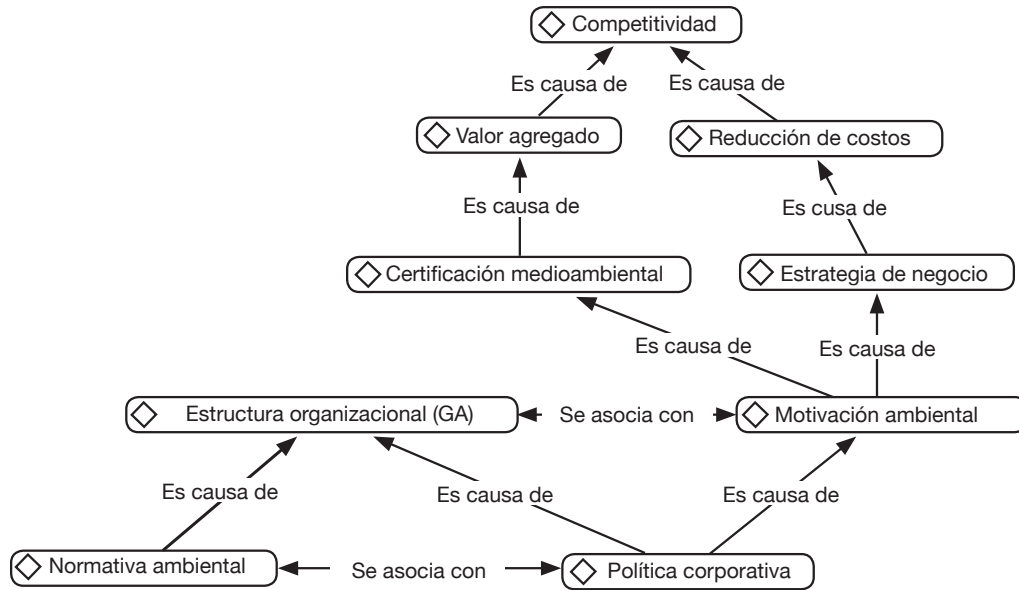 Competitividad
Es causa de
Es causa de
Valor agregado
Reducción de costos
Es causa de
Es cusa de
Certificación medioambiental
Estrategia de negocio
Es causa de
Es causa de
Estructura organizacional (GA)
Se asocia con
Motivación ambiental
Es causa de
Es causa de
Es causa de
Normativa ambiental
Se asocia con
Política corporativa